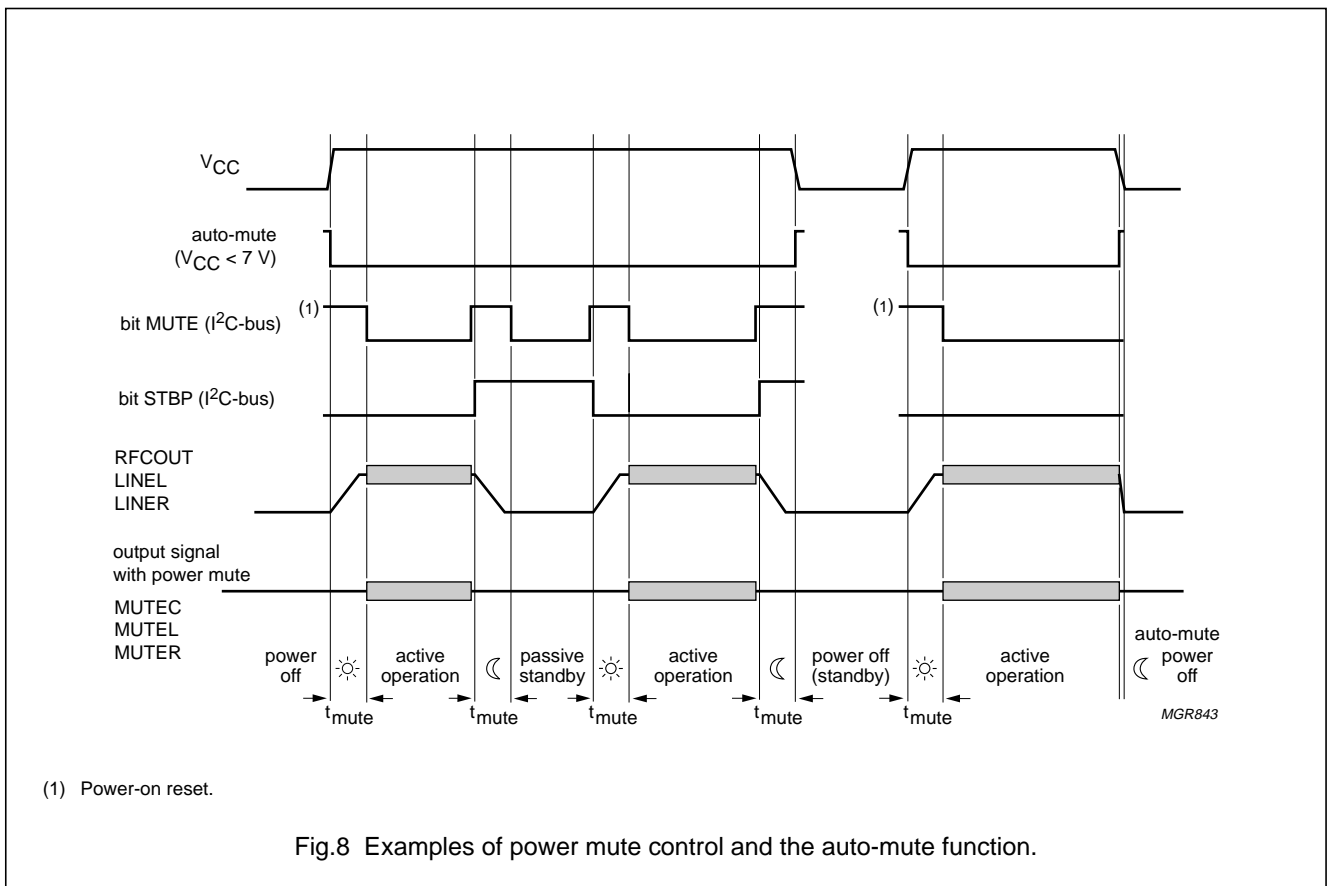 VCC
auto-mute
(VCC < 7 V)
bit MUTE (I2C-bus)
(1)
(1)
bit STBP (I2C-bus)
RFCOUT
LINEL
LINER
output signal
with power mute
MUTEC
MUTEL
MUTER
power
off
active
operation
passive
standby
active
operation
power off
(standby)
active
operation
auto-mute
power
off
tmute
tmute
tmute
tmute
tmute
MGR843
(1) Power-on reset.
Fig.8 Examples of power mute control and the auto-mute function.